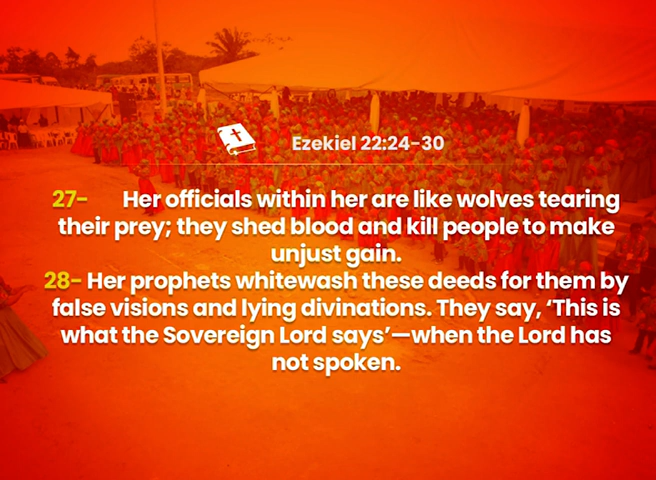 Ezekiel 22:24-30
27- Her officials within her are like wolves tearing
their prey; they shed blood and kill people to make
unjust gain.
28- Her prophets whitewash these deeds for them by
false visions and lying divinations. They say, ‘This is
what the Sovereign Lord says’—when the Lord has
not spoken.